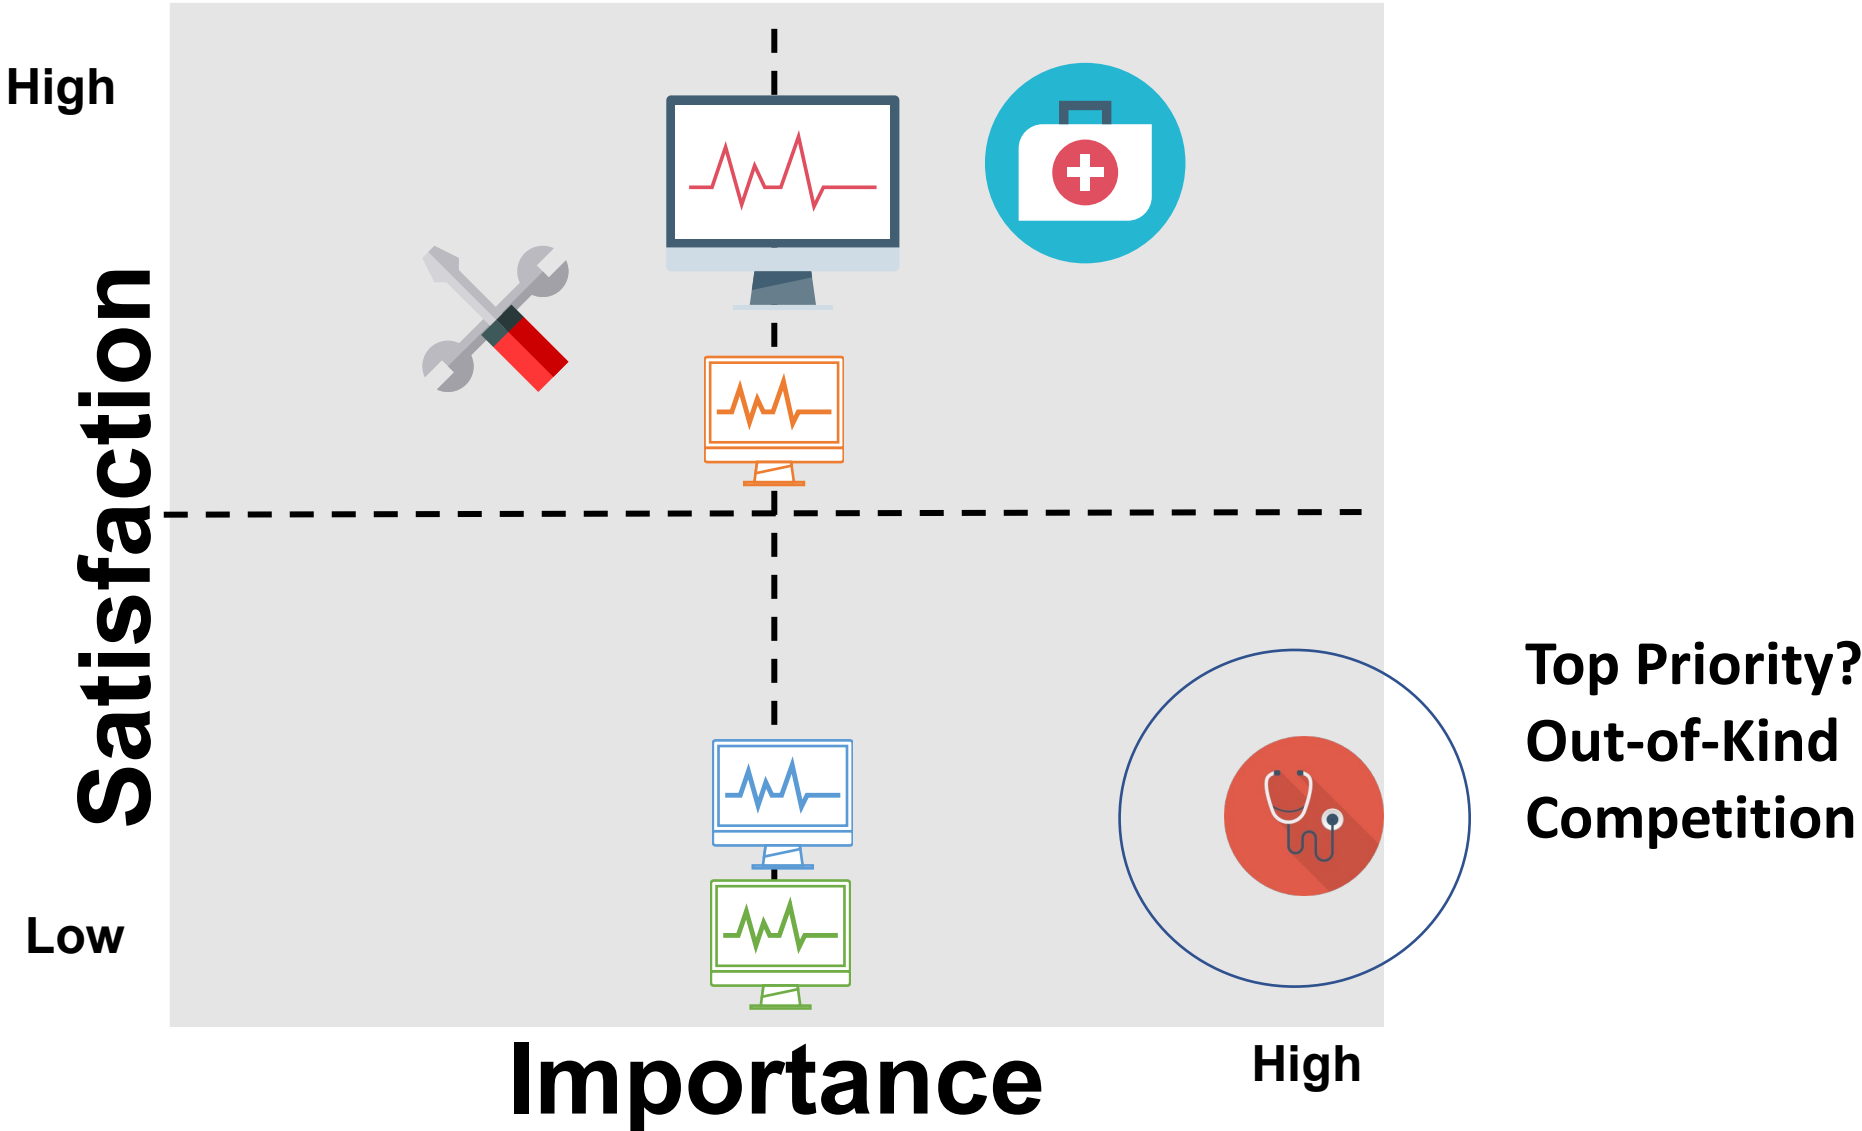 High
Satisfaction
Top Priority?
Out-of-Kind
Competition
Low
High
Importance